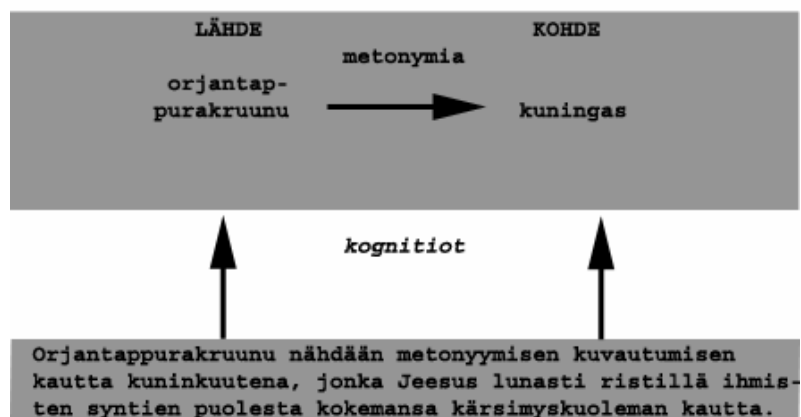 LÄHDE KOHDE
metonymia
orjantap-
purakruunu kuningas
kognitiot
Orjantappurakruunu nähdään metonyymisen kuvautumisen
kautta kuninkuutena, jonka Jeesus lunasti ristillä ihmis-
ten syntien puolesta kokemansa kärsimyskuoleman kautta.